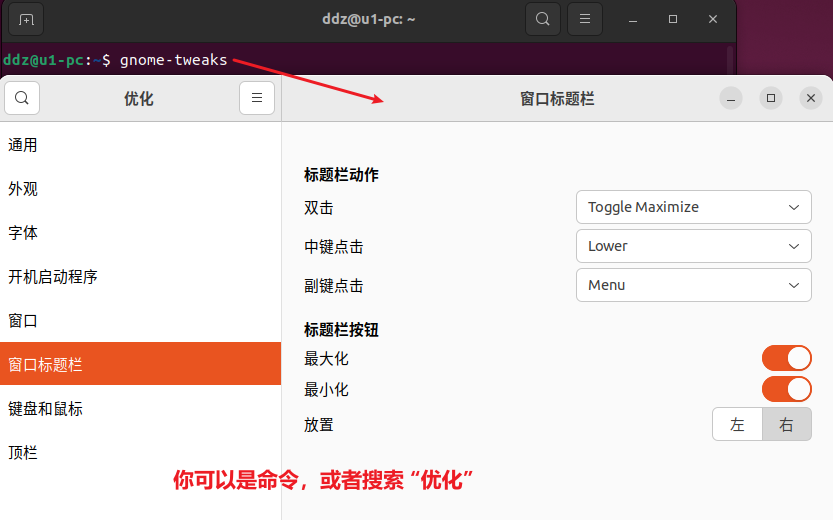 ddz@u1-pc: ~
ddz@u1-pc:~$ gnome-tweaks
优化
窗口标题栏
通用
外观
字体
开机启动程序
窗口
窗口标题栏
键盘和鼠标
顶栏
标题栏动作
双击 Toggle Maximize
中键点击 Lower
副键点击 Menu
标题栏按钮
最大化
最小化
放置 左 右
你可以是命令，或者搜索 “优化”